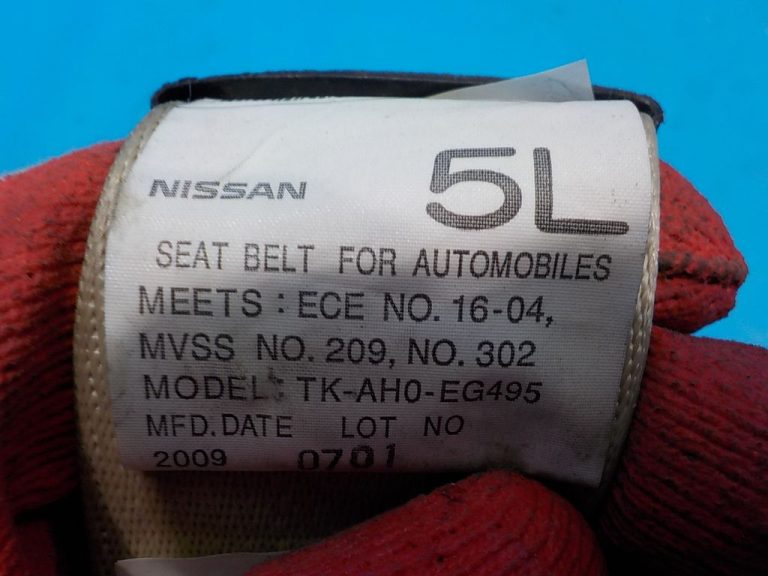 NISSAN 5L
SEAT BELT FOR AUTOMOBILES
MEETS : ECE NO. 16-04,
MVSS NO. 209, NO. 302
MODEL: TK-AH0-EG495
MFD.DATE LOT NO
2009 0701